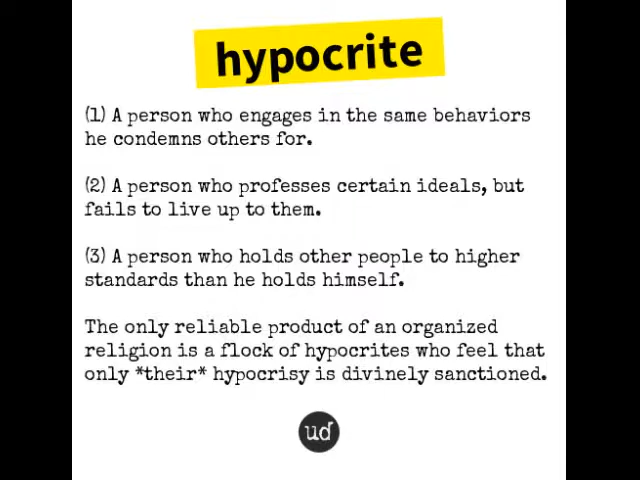 hypocrite
(1) A person who engages in the same behaviors
he condemns others for.
(2) A person who professes certain ideals, but
fails to live up to them.
(3) A person who holds other people to higher
standards than he holds himself.
The only reliable product of an organized
religion is a flock of hypocrites who feel that
only *their* hypocrisy is divinely sanctioned.
ud